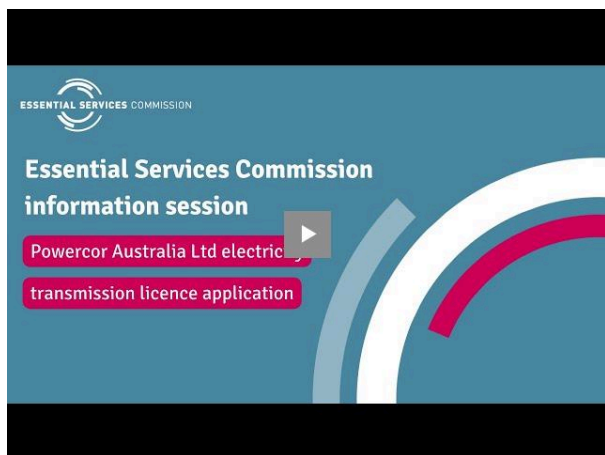 ESSENTIAL SERVICES COMMISSION
Essential Services Commission
information session
Powercor Australia Ltd
transmission licence application